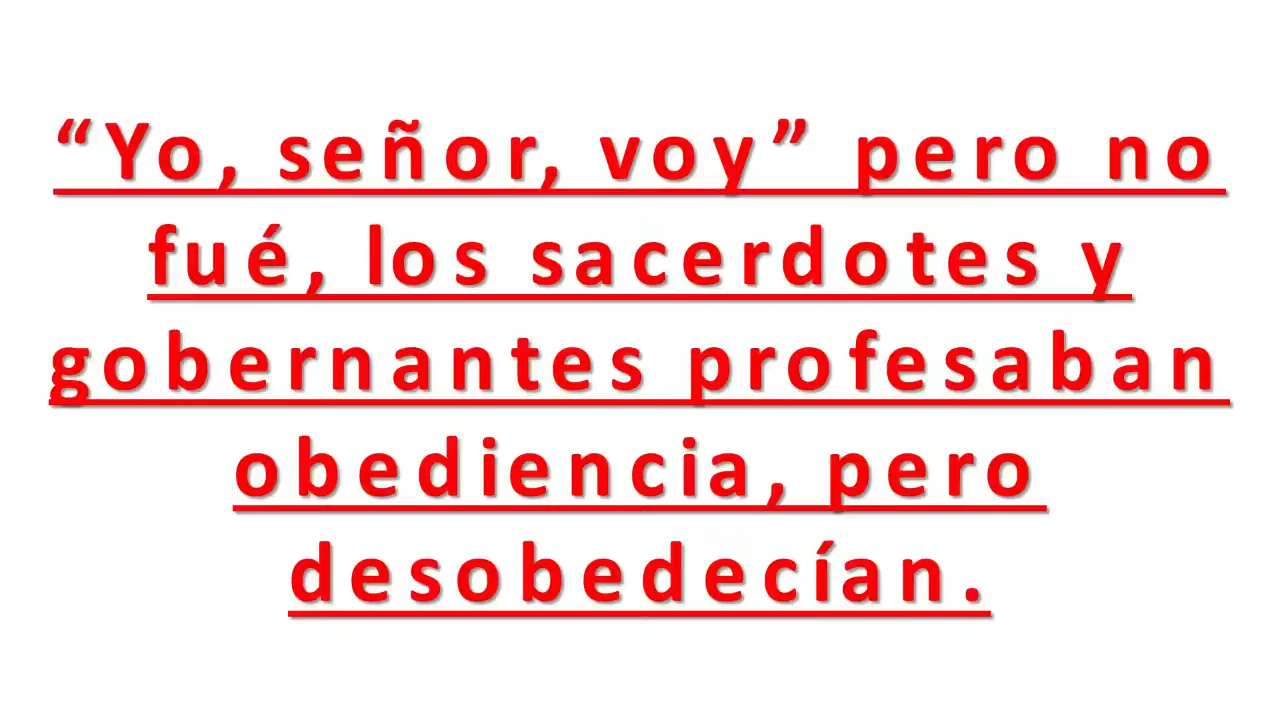 “Yo, señor, voy” pero no
fué, los sacerdotes y
gobernantes profesaban
obediencia, pero
desobedecían.